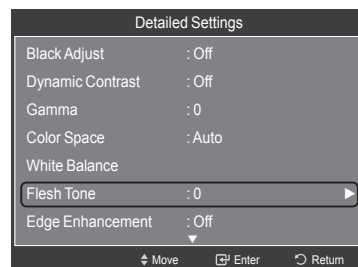 Detailed Settings
Black Adjust : Off
Dynamic Contrast : Off
Gamma : 0
Color Space : Auto
White Balance
Flesh Tone : 0
Edge Enhancement : Off
Move Enter Return